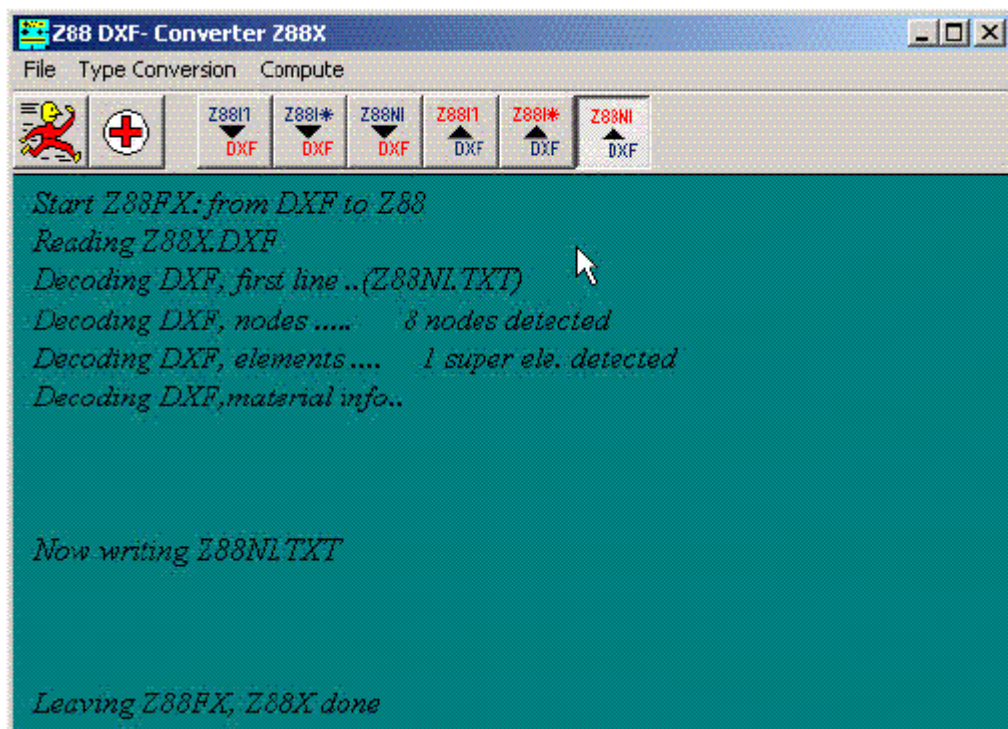 Z88 DXF- Converter Z88X
File Type Conversion Compute
Z88I1 Z88I* Z88NI Z88I1 Z88I* Z88NI
DXF DXF DXF DXF DXF DXF
Start Z88FX: from DXF to Z88
Reading Z88X.DXF
Decoding DXF, first line ..(Z88NI.TXT)
Decoding DXF, nodes ..... 8 nodes detected
Decoding DXF, elements .... 1 super ele. detected
Decoding DXF,material info..
Now writing Z88NI.TXT
Leaving Z88FX, Z88X done